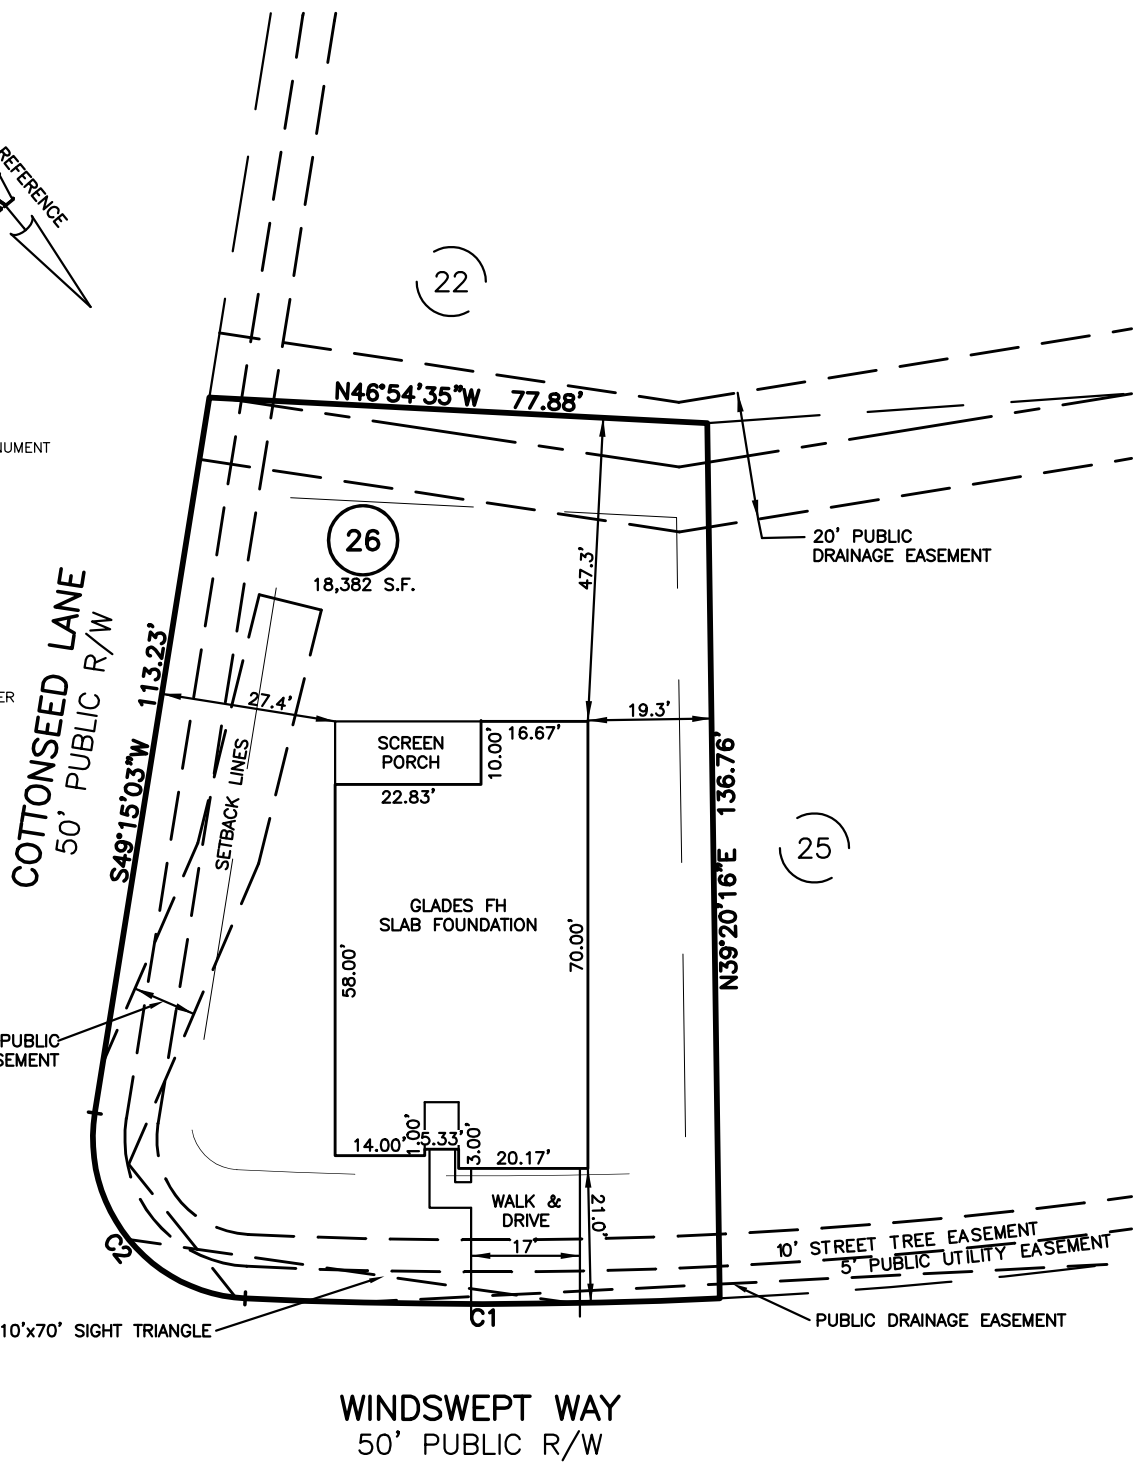 REFERENCE
22
N46°54'35"W 77.88'
NUMENT
26
18,382 S.F.
47.3'
20' PUBLIC
DRAINAGE EASEMENT
COTTONSEED LANE
50' PUBLIC R/W
S49°15'03"W 113.23'
ER
27.4'
19.3'
SCREEN
PORCH
10.00'
16.67'
22.83'
SETBACK LINES
N39°20'16"E 136.76'
25
GLADES FH
SLAB FOUNDATION
58.00'
70.00'
PUBLIC
SEMENT
14.00'
1.00'
5.33'
3.00'
20.17'
WALK &
DRIVE
21.0'
17'
C2
10' STREET TREE EASEMENT
5' PUBLIC UTILITY EASEMENT
C1
10'x70' SIGHT TRIANGLE
PUBLIC DRAINAGE EASEMENT
WINDSWEPT WAY
50' PUBLIC R/W